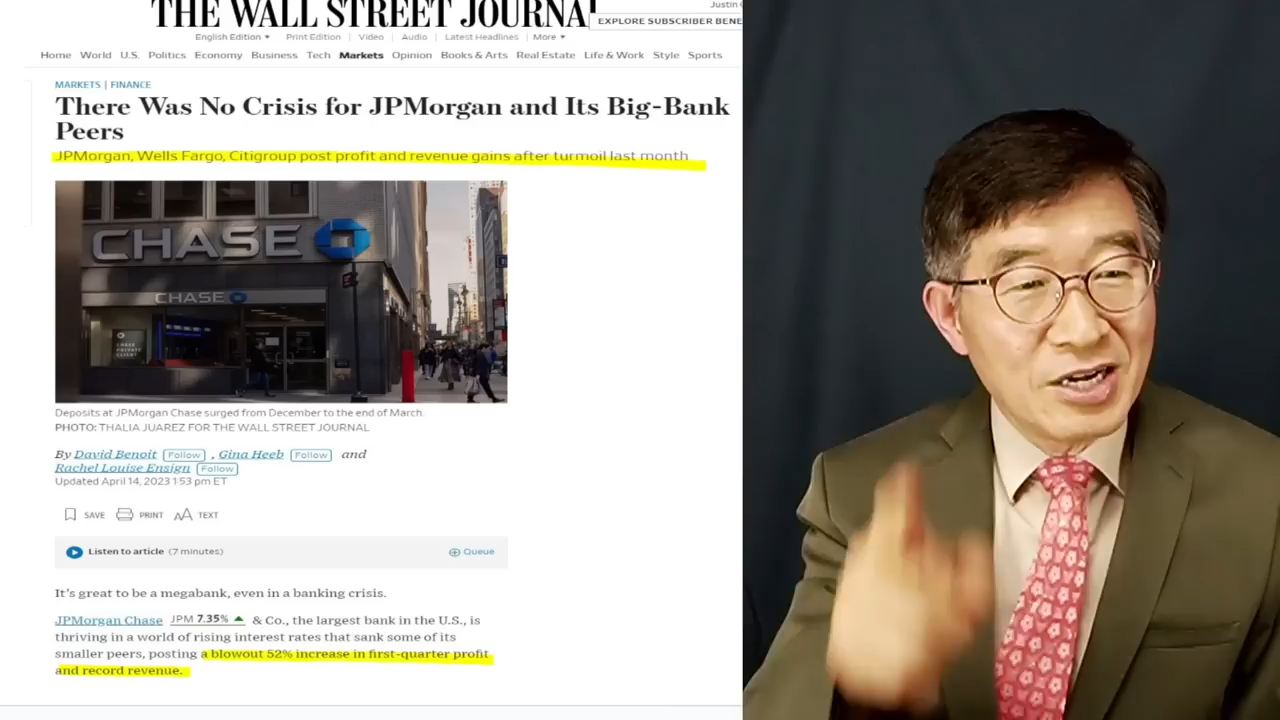 THE WALL STREET JOURNAL
EXPLORE SUBSCRIBER BENE
English Edition ▾ Print Edition Video Audio Latest Headlines More ▾
Home World U.S. Politics Economy Business Tech Markets Opinion Books & Arts Real Estate Life & Work Style Sports
MARKETS | FINANCE
There Was No Crisis for JPMorgan and Its Big-Bank
Peers
JPMorgan, Wells Fargo, Citigroup post profit and revenue gains after turmoil last month
CHASE
CHASE
CHASE
PRIVATE
CLIENT
Deposits at JPMorgan Chase surged from December to the end of March.
PHOTO: THALIA JUAREZ FOR THE WALL STREET JOURNAL
By David Benoit Follow , Gina Heeb Follow and
Rachel Louise Ensign Follow
Updated April 14, 2023 1:53 pm ET
SAVE PRINT AA TEXT
Listen to article (7 minutes) Queue
It's great to be a megabank, even in a banking crisis.
JPMorgan Chase JPM 7.35% ▲ & Co., the largest bank in the U.S., is
thriving in a world of rising interest rates that sank some of its
smaller peers, posting a blowout 52% increase in first-quarter profit
and record revenue.